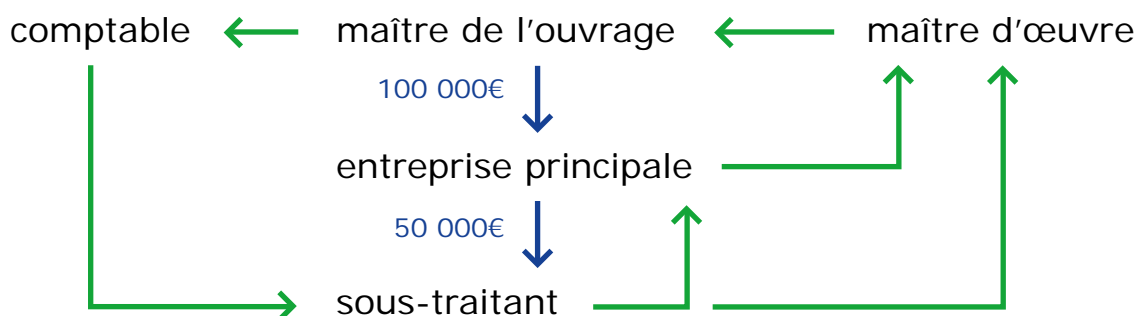 comptable maître de l'ouvrage maître d'œuvre
100 000€
entreprise principale
50 000€
sous-traitant